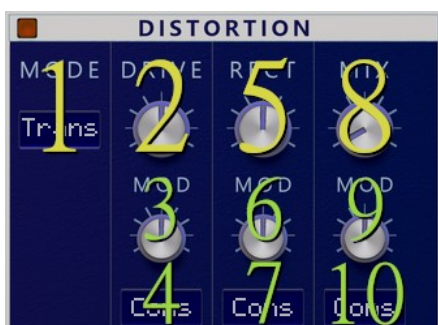 DISTORTION
MODE DRIVE RECT MIX
1 2 5 8
Trans
MOD MOD MOD
3 6 9
4 7 10
Cons Cons Cons